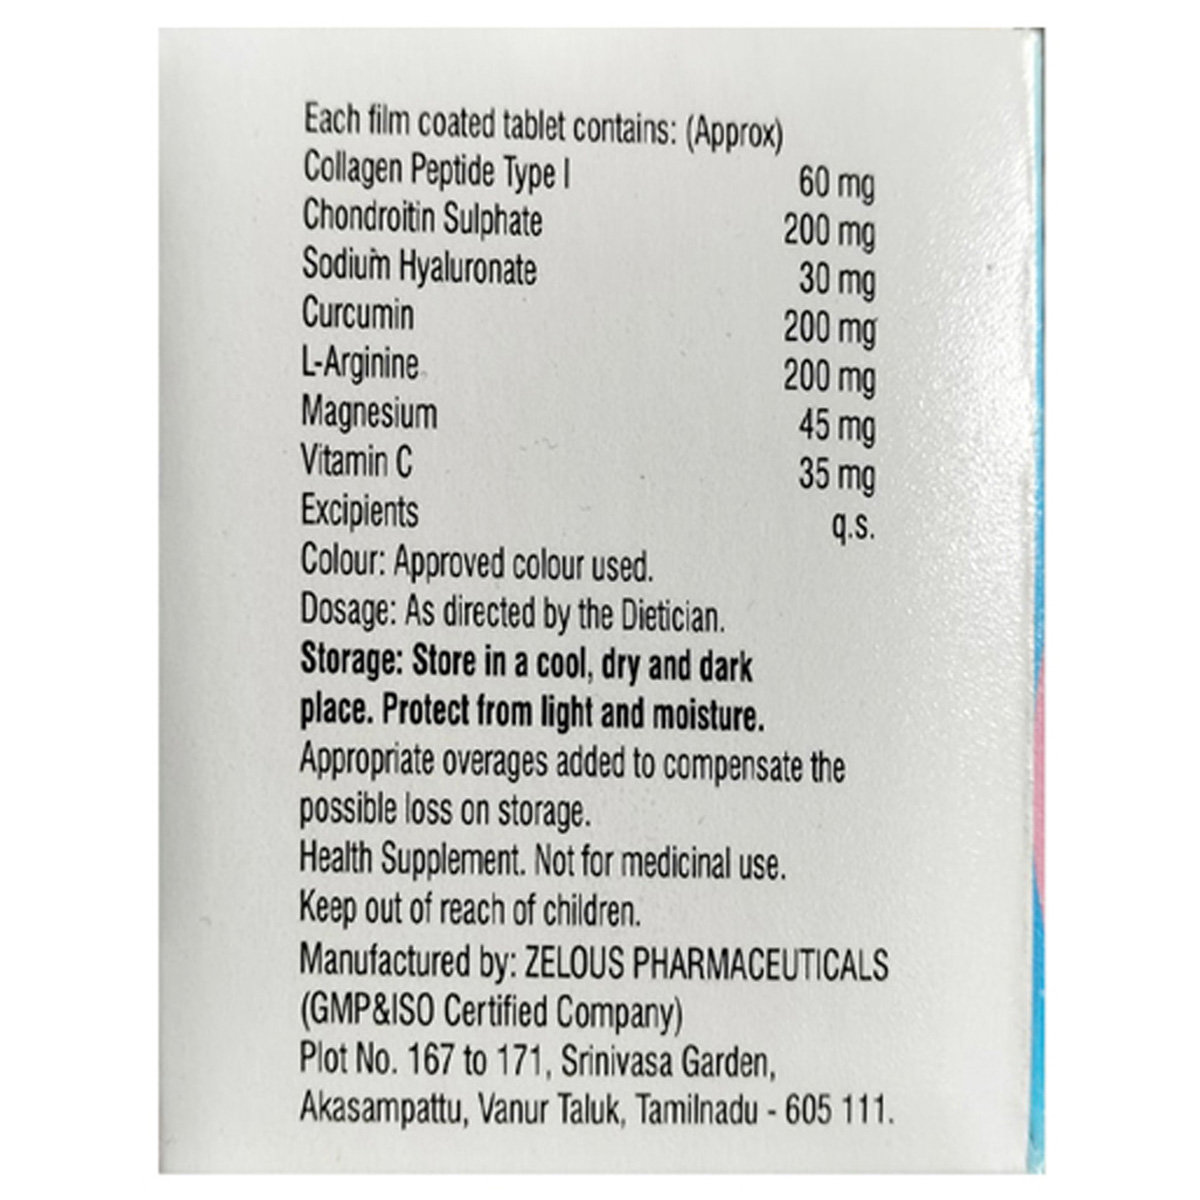 Each film coated tablet contains: (Approx)
Collagen Peptide Type I 60 mg
Chondroitin Sulphate 200 mg
Sodium Hyaluronate 30 mg
Curcumin 200 mg
L-Arginine 200 mg
Magnesium 45 mg
Vitamin C 35 mg
Excipients q.s.
Colour: Approved colour used.
Dosage: As directed by the Dietician.
Storage: Store in a cool, dry and dark
place. Protect from light and moisture.
Appropriate overages added to compensate the
possible loss on storage.
Health Supplement. Not for medicinal use.
Keep out of reach of children.
Manufactured by: ZELOUS PHARMACEUTICALS
(GMP&ISO Certified Company)
Plot No. 167 to 171, Srinivasa Garden,
Akasampattu, Vanur Taluk, Tamilnadu - 605 111.